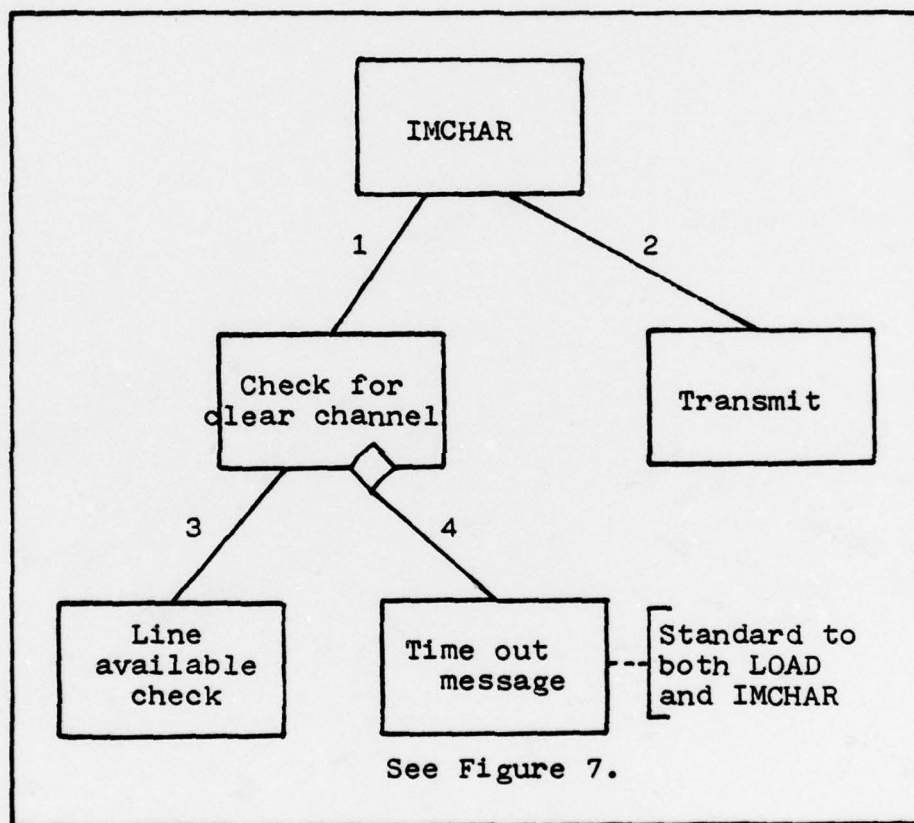 IMCHAR
1
2
Check for
clear channel
Transmit
3
4
Line
available
check
Time out
message
Standard to
both LOAD
and IMCHAR
See Figure 7.